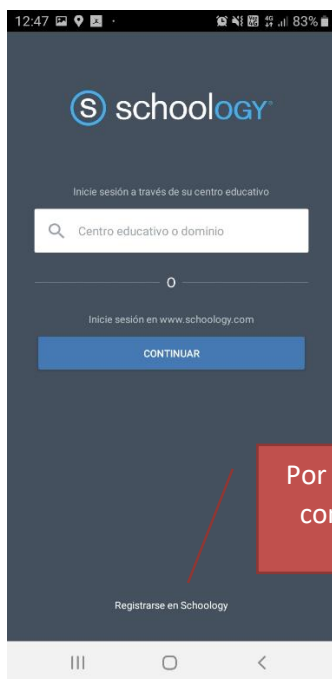 12:47 83%
schoology
Inicie sesión a través de su centro educativo
Centro educativo o dominio
O
Inicie sesión en www.schoology.com
CONTINUAR
Por
Registrarse en Schoology